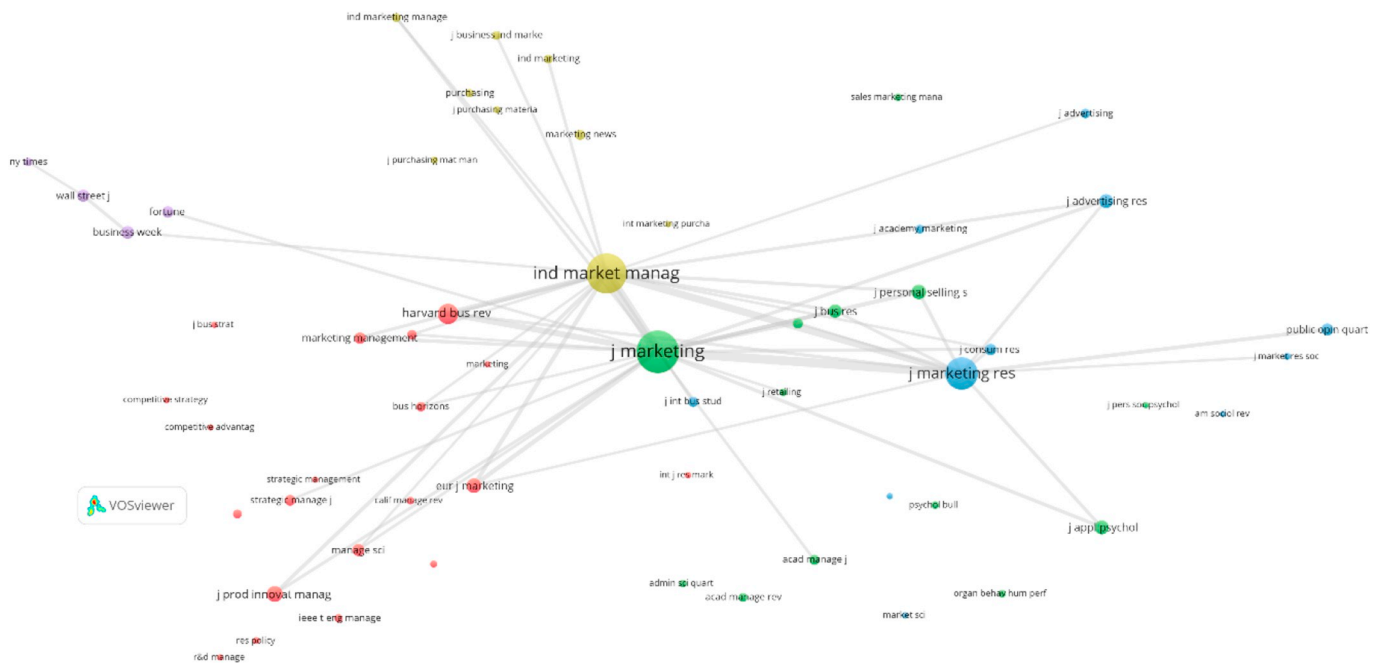 ind marketing manage
j business ind marke
ind marketing
purchasing
j purchasing materia
marketing news
j purchasing mat man
sales marketing mana
j advertising
ny times
wall street j
fortune
business week
j advertising res
int marketing purcha
j academy marketing
ind market manag
j personal selling s
harvard bus rev
j bus res
j bus strat
marketing management
public opin quart
j marketing
j consum res
j market res soc
marketing
j marketing res
j retailing
competitive strategy
bus horizons
j int bus stud
j pers soc psychol
am sociol rev
competitive advantag
int j res mark
strategic management
eur j marketing
strategic manage j
calif manage rev
VOSviewer
psychol bull
j appl psychol
manage sci
acad manage j
admin sci quart
j prod innovat manag
acad manage rev
organ behav hum perf
ieee t eng manage
market sci
res policy
r&d manage